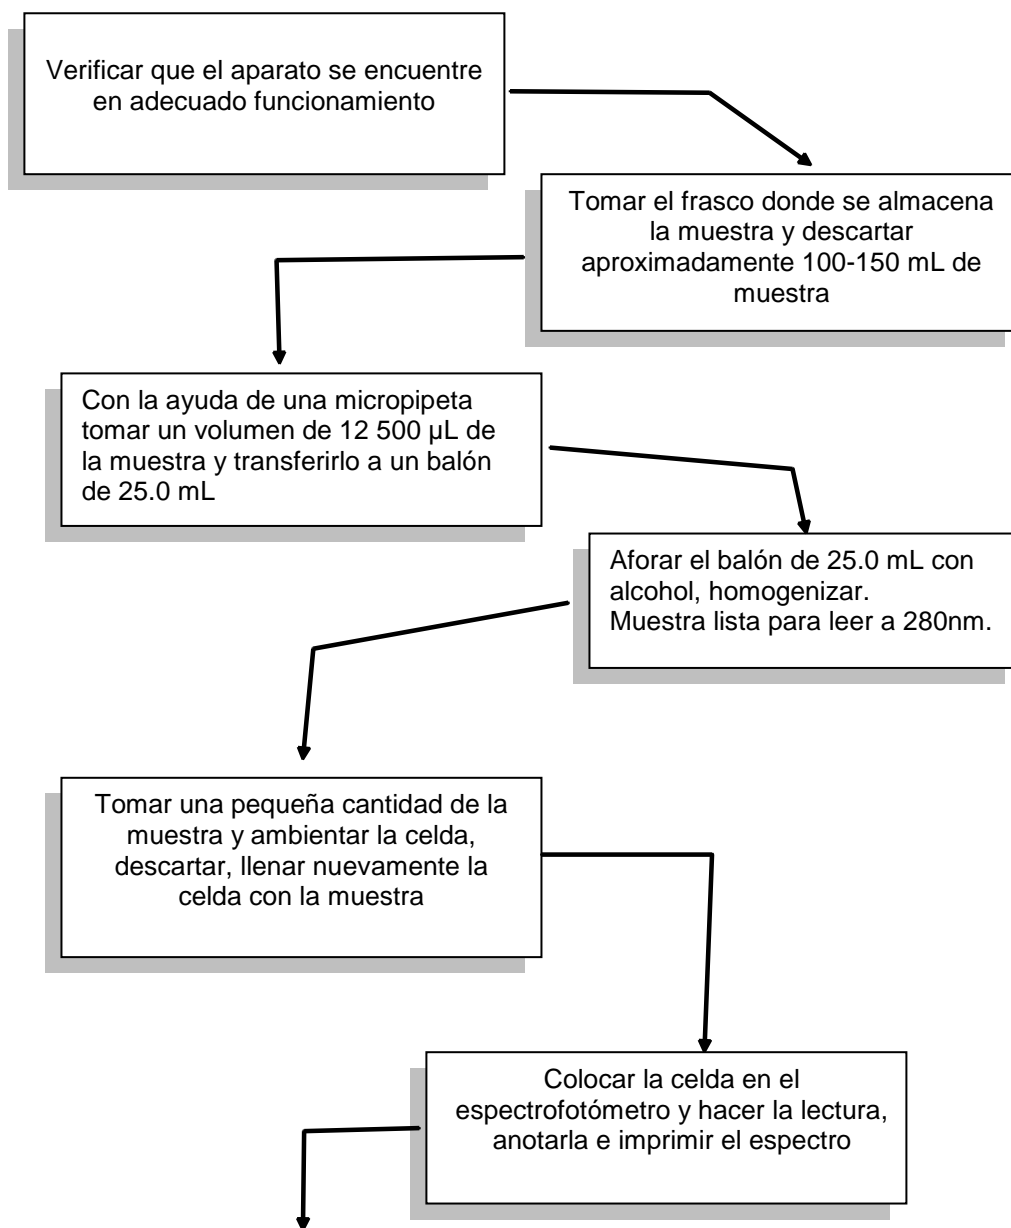 Verificar que el aparato se encuentre
en adecuado funcionamiento
Tomar el frasco donde se almacena
la muestra y descartar
aproximadamente 100-150 mL de
muestra
Con la ayuda de una micropipeta
tomar un volumen de 12 500 µL de
la muestra y transferirlo a un balón
de 25.0 mL
Aforar el balón de 25.0 mL con
alcohol, homogenizar.
Muestra lista para leer a 280nm.
Tomar una pequeña cantidad de la
muestra y ambientar la celda,
descartar, llenar nuevamente la
celda con la muestra
Colocar la celda en el
espectrofotómetro y hacer la lectura,
anotarla e imprimir el espectro